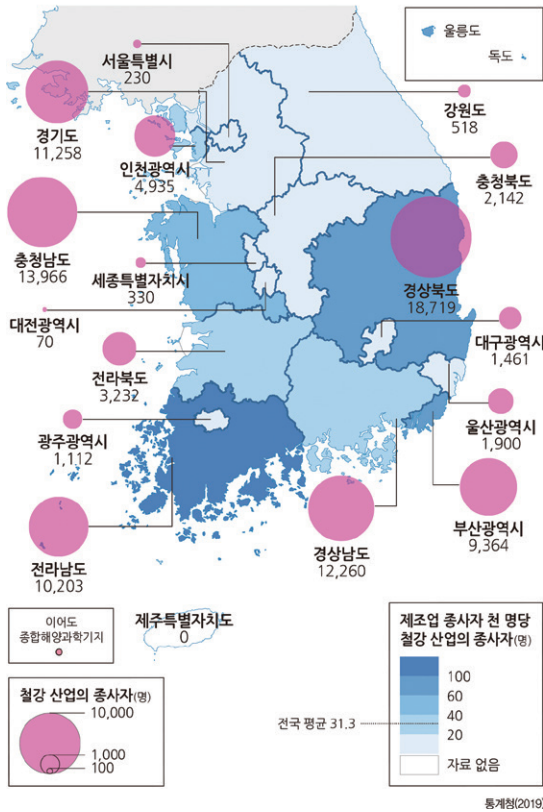 울릉도
독도
서울특별시
230
경기도
11,258
인천광역시
4,935
강원도
518
충청북도
2,142
충청남도
13,966
세종특별자치시
330
경상북도
18,719
대전광역시
70
대구광역시
1,461
전라북도
3,232
광주광역시
1,112
울산광역시
1,900
전라남도
10,203
경상남도
12,260
부산광역시
9,364
이어도
종합해양과학기지
제주특별자치도
0
철강 산업의 종사자(명)
10,000
1,000
100
제조업 종사자 천 명당
철강 산업의 종사자(명)
100
60
40
전국 평균 31.3
20
자료 없음
통계청(2019)